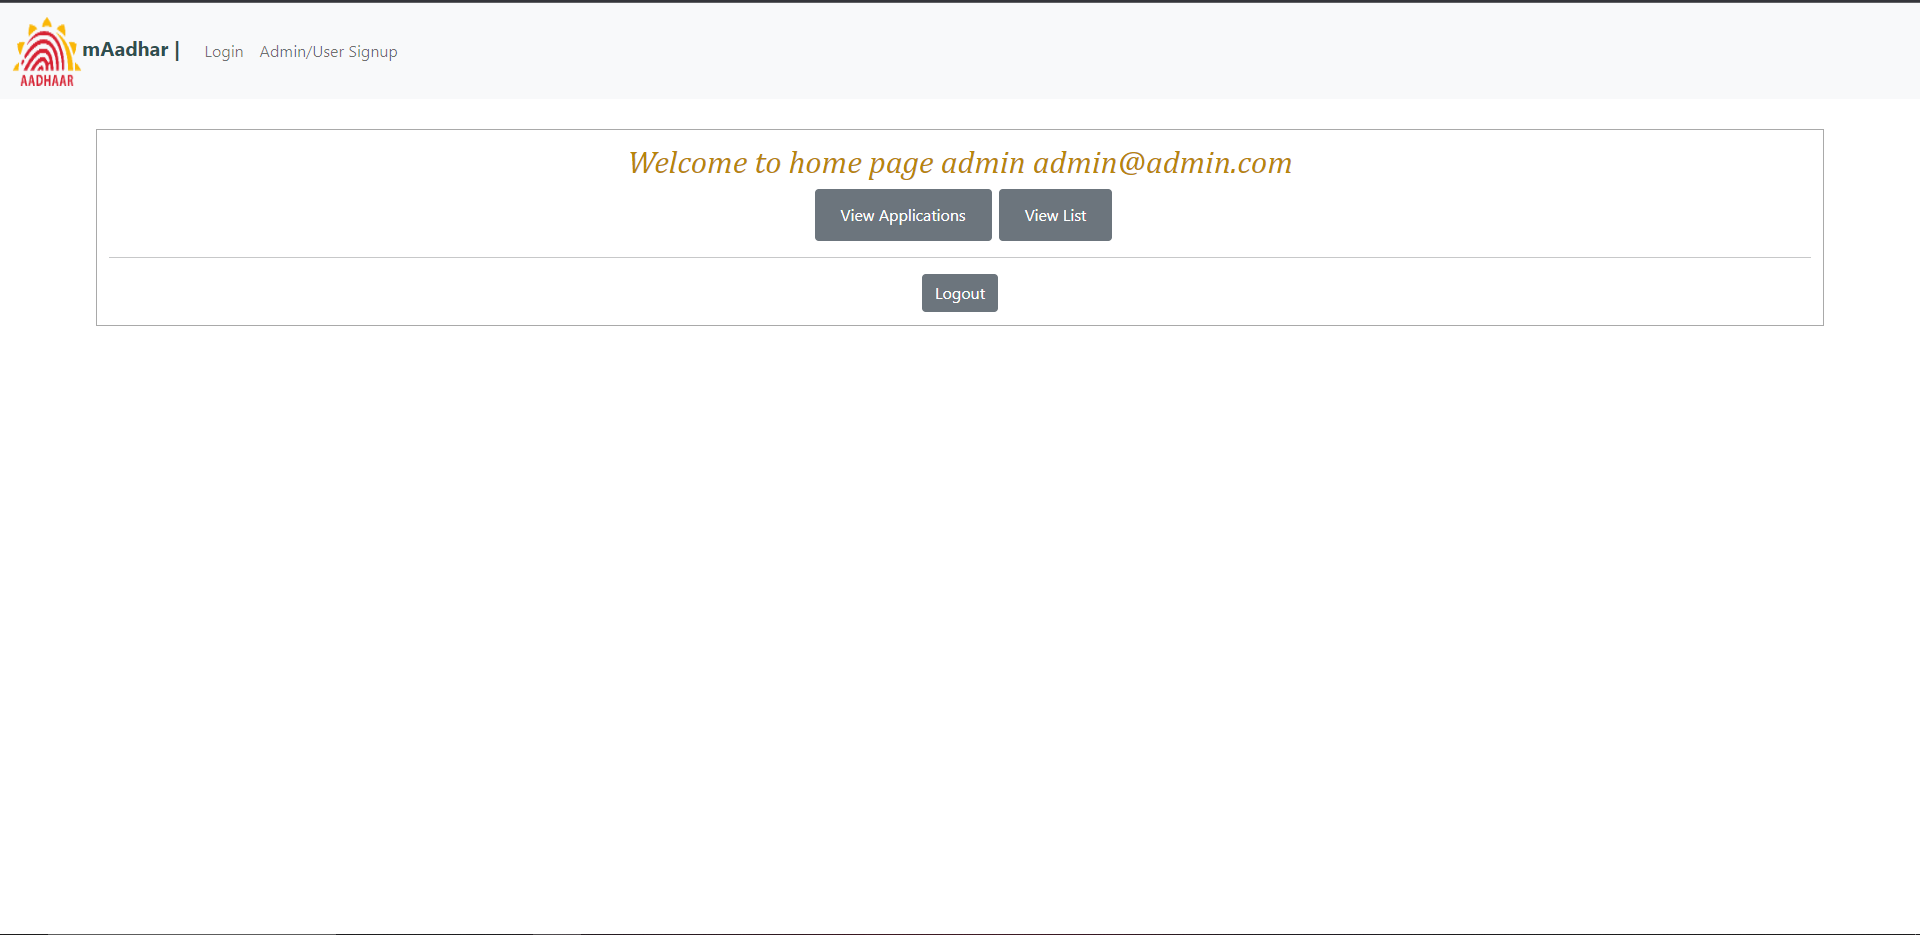 AADHAAR
mAadhar | Login Admin/User Signup
Welcome to home page admin admin@admin.com
View Applications View List
Logout